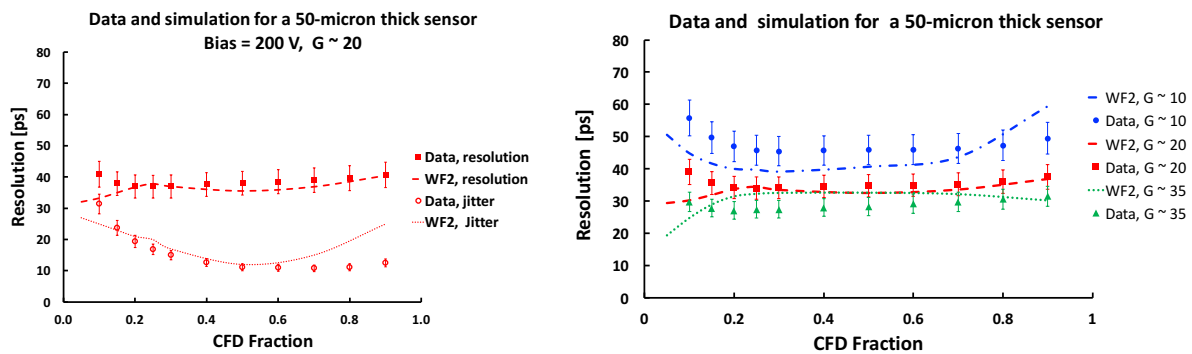 Data and simulation for a 50-micron thick sensor
Bias = 200 V, G ~ 20
Resolution [ps]
80
70
60
50
40
30
20
10
0
0.0 0.2 0.4 0.6 0.8 1.0
CFD Fraction
Data, resolution
WF2, resolution
Data, jitter
WF2, Jitter
Data and simulation for a 50-micron thick sensor
Resolution [ps]
80
70
60
50
40
30
20
10
0
0 0.2 0.4 0.6 0.8 1
CFD Fraction
WF2, G ~ 10
Data, G ~ 10
WF2, G ~ 20
Data, G ~ 20
WF2, G ~ 35
Data, G ~ 35